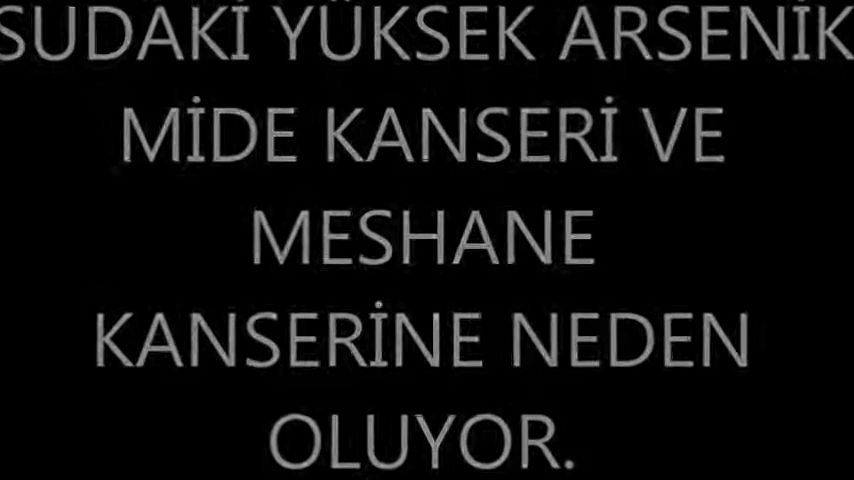 SUDAKİ YÜKSEK ARSENİK
MİDE KANSERİ VE
MESHANE
KANSERİNE NEDEN
OLUYOR.